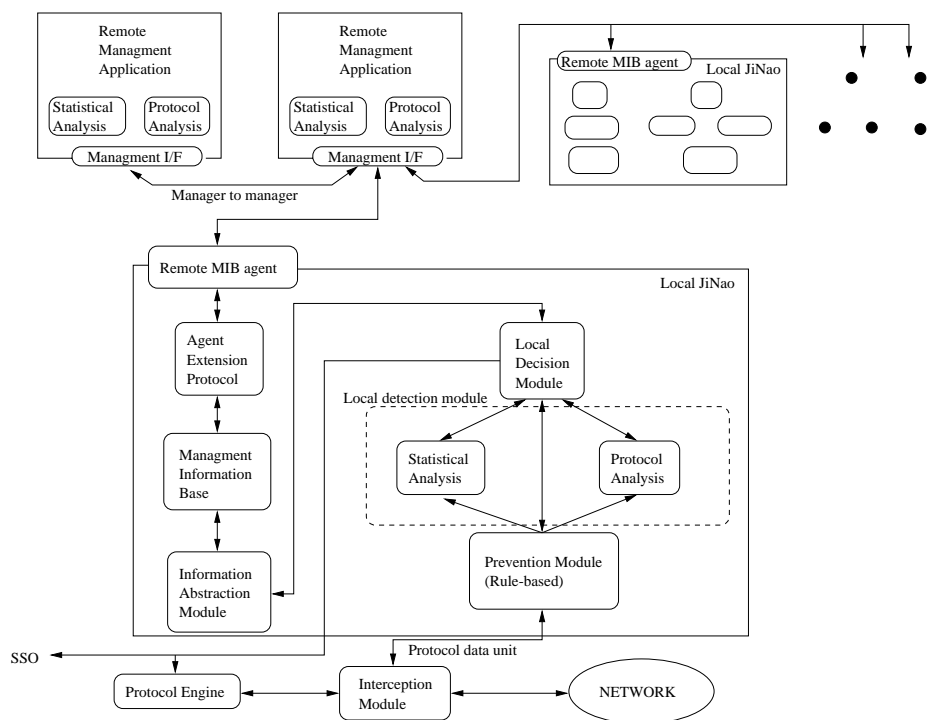 Remote
Managment
Application
Statistical
Analysis
Protocol
Analysis
Managment I/F
Remote
Managment
Application
Statistical
Analysis
Protocol
Analysis
Managment I/F
Remote MIB agent
Local JiNao
Manager to manager
Remote MIB agent
Local JiNao
Agent
Extension
Protocol
Local
Decision
Module
Local detection module
Managment
Information
Base
Statistical
Analysis
Protocol
Analysis
Information
Abstraction
Module
Prevention Module
(Rule-based)
Protocol data unit
SSO
Protocol Engine
Interception
Module
NETWORK